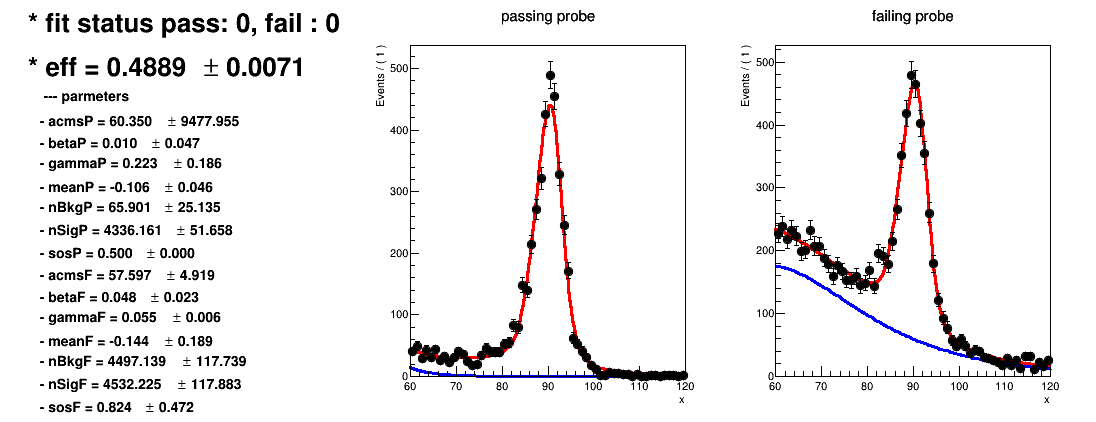 * fit status pass: 0, fail : 0
* eff = 0.4889 ± 0.0071
--- parmeters
- acmsP = 60.350 ± 9477.955
- betaP = 0.010 ± 0.047
- gammaP = 0.223 ± 0.186
- meanP = -0.106 ± 0.046
- nBkgP = 65.901 ± 25.135
- nSigP = 4336.161 ± 51.658
- sosP = 0.500 ± 0.000
- acmsF = 57.597 ± 4.919
- betaF = 0.048 ± 0.023
- gammaF = 0.055 ± 0.006
- meanF = -0.144 ± 0.189
- nBkgF = 4497.139 ± 117.739
- nSigF = 4532.225 ± 117.883
- sosF = 0.824 ± 0.472
passing probe
Events / ( 1 )
500
400
300
200
100
0
60 70 80 90 100 110 120
x
failing probe
Events / ( 1 )
500
400
300
200
100
0
60 70 80 90 100 110 120
x